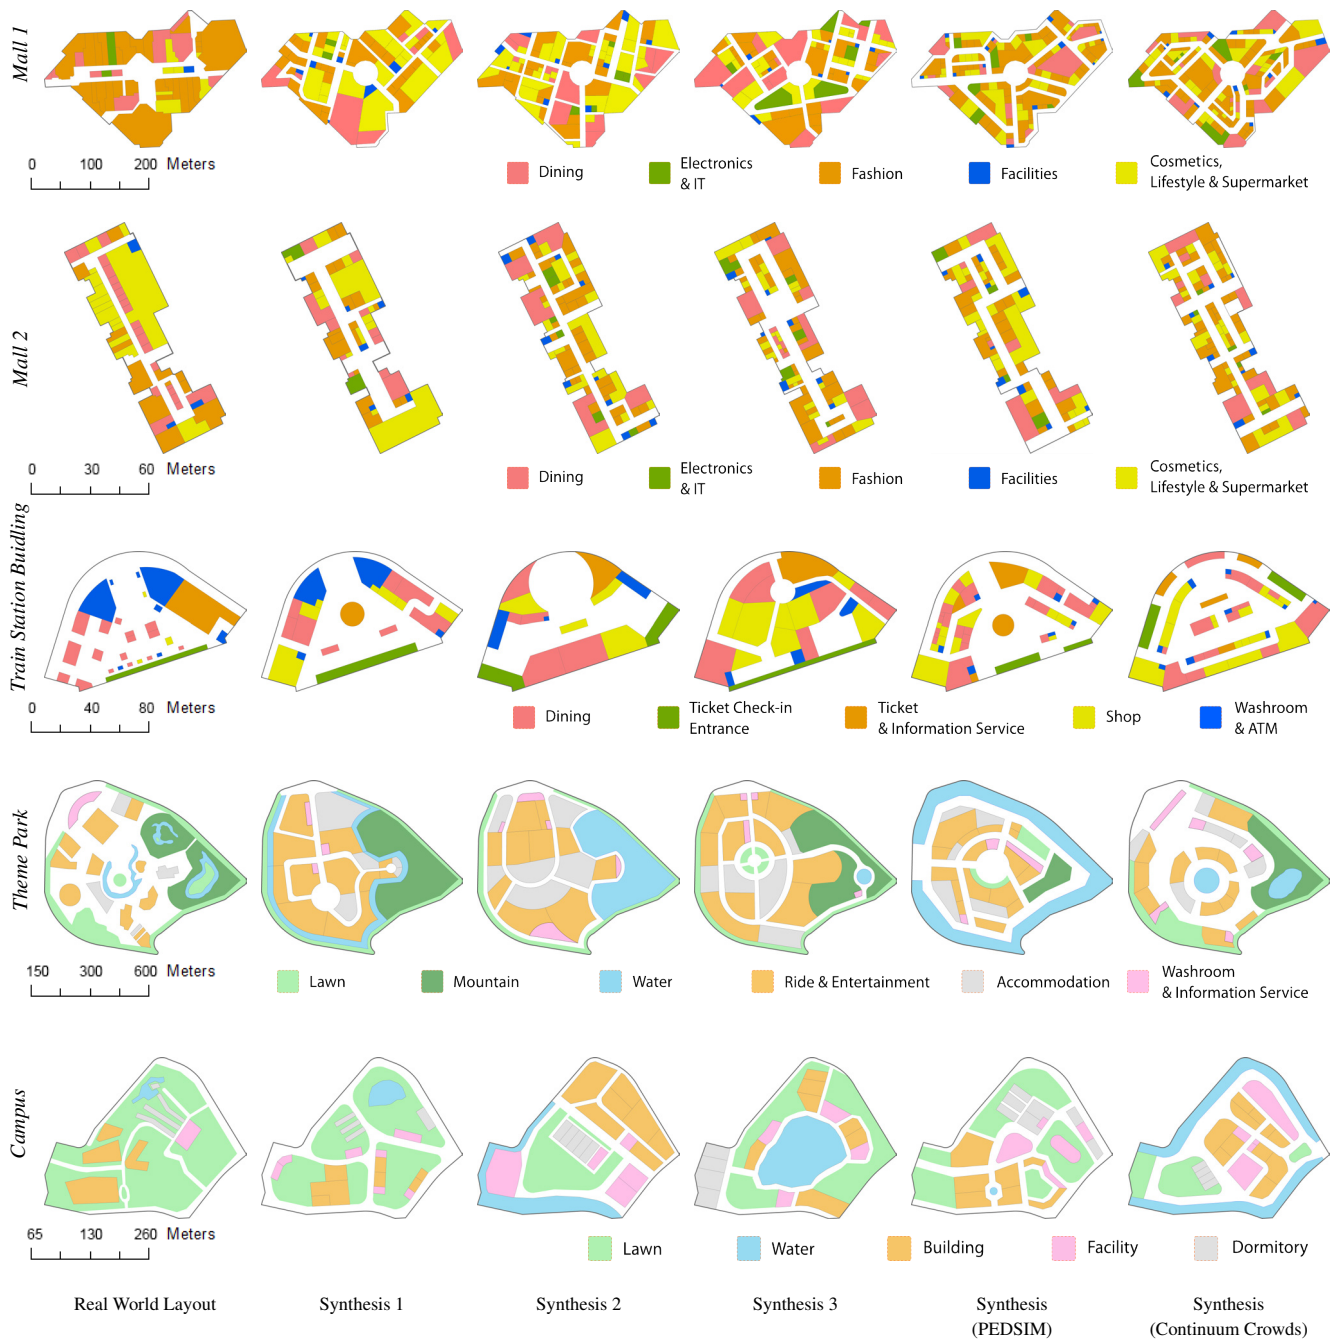 Mall 1
0 100 200 Meters
Dining
Electronics
& IT
Fashion
Facilities
Cosmetics,
Lifestyle & Supermarket
Mall 2
0 30 60 Meters
Dining
Electronics
& IT
Fashion
Facilities
Cosmetics,
Lifestyle & Supermarket
Train Station Buidling
0 40 80 Meters
Dining
Ticket Check-in
Entrance
Ticket
& Information Service
Shop
Washroom
& ATM
Theme Park
150 300 600 Meters
Lawn
Mountain
Water
Ride & Entertainment
Accommodation
Washroom
& Information Service
Campus
65 130 260 Meters
Lawn
Water
Building
Facility
Dormitory
Real World Layout
Synthesis 1
Synthesis 2
Synthesis 3
Synthesis
(PEDSIM)
Synthesis
(Continuum Crowds)